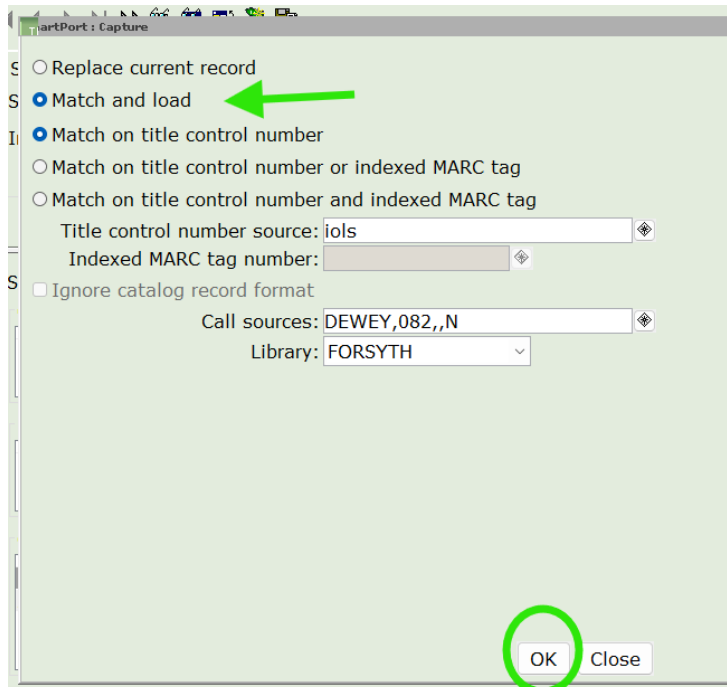 artPort : Capture
Replace current record
Match and load
Match on title control number
Match on title control number or indexed MARC tag
Match on title control number and indexed MARC tag
Title control number source: iols
Indexed MARC tag number:
Ignore catalog record format
Call sources: DEWEY,082,,N
Library: FORSYTH
OK Close